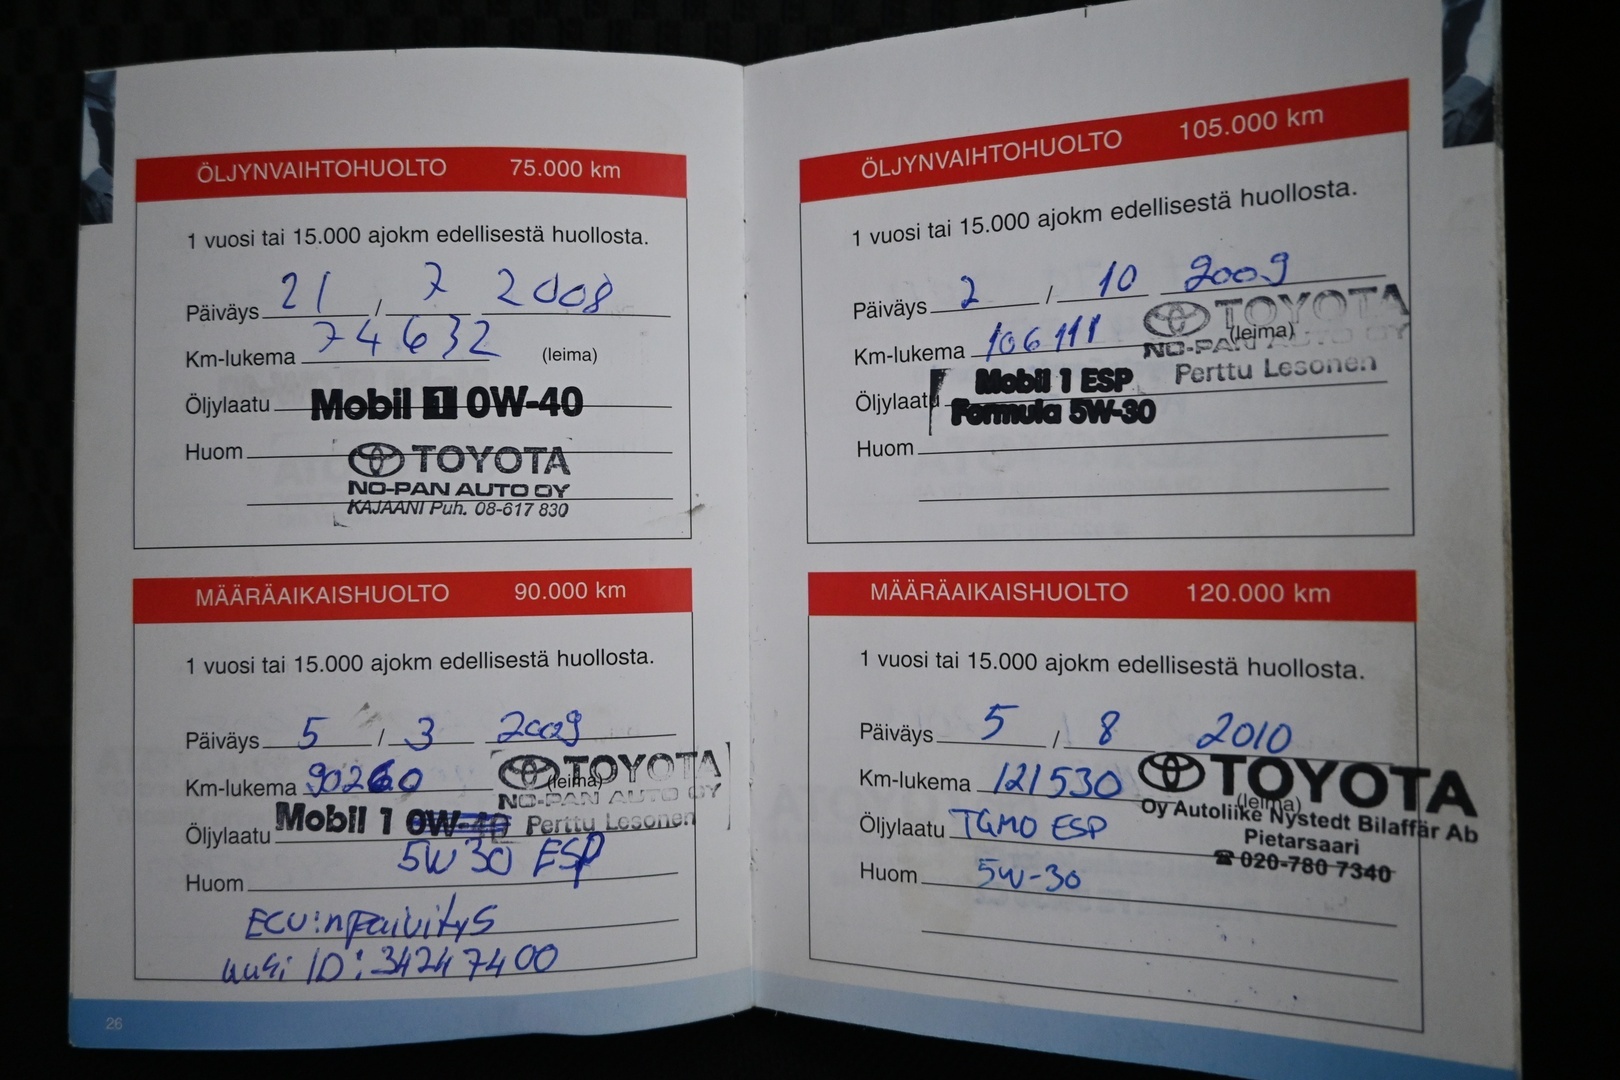 ÖLJYNVAIHTOHUOLTO 75.000 km
1 vuosi tai 15.000 ajokm edellisestä huollosta.
Päiväys 21 / 7 2008
Km-lukema 74632 (leima)
Öljylaatu Mobil 1 0W-40
Huom
TOYOTA
NO-PAN AUTO OY
KAJAANI Puh. 08-617 830
MÄÄRÄAIKAISHUOLTO 90.000 km
1 vuosi tai 15.000 ajokm edellisestä huollosta.
Päiväys 5 / 3 2009
Km-lukema 90260 (leima) TOYOTA
NO-PAN AUTO OY
Öljylaatu Mobil 1 0W-40 Perttu Lesonen
5W30 ESP
Huom
ECU:n päivitys
uusi ID: 34247400
26
ÖLJYNVAIHTOHUOLTO 105.000 km
1 vuosi tai 15.000 ajokm edellisestä huollosta.
Päiväys 2 / 10 2009
TOYOTA
Km-lukema 106111 (leima)
NO-PAN AUTO OY
Perttu Lesonen
Öljylaatu Mobil 1 ESP
Formula 5W-30
Huom
MÄÄRÄAIKAISHUOLTO 120.000 km
1 vuosi tai 15.000 ajokm edellisestä huollosta.
Päiväys 5 / 8 2010
Km-lukema 121530 (leima) TOYOTA
Oy Autoliike Nystedt Bilaffär Ab
Öljylaatu TGMO ESP Pietarsaari
☎ 020-780 7340
Huom 5W-30